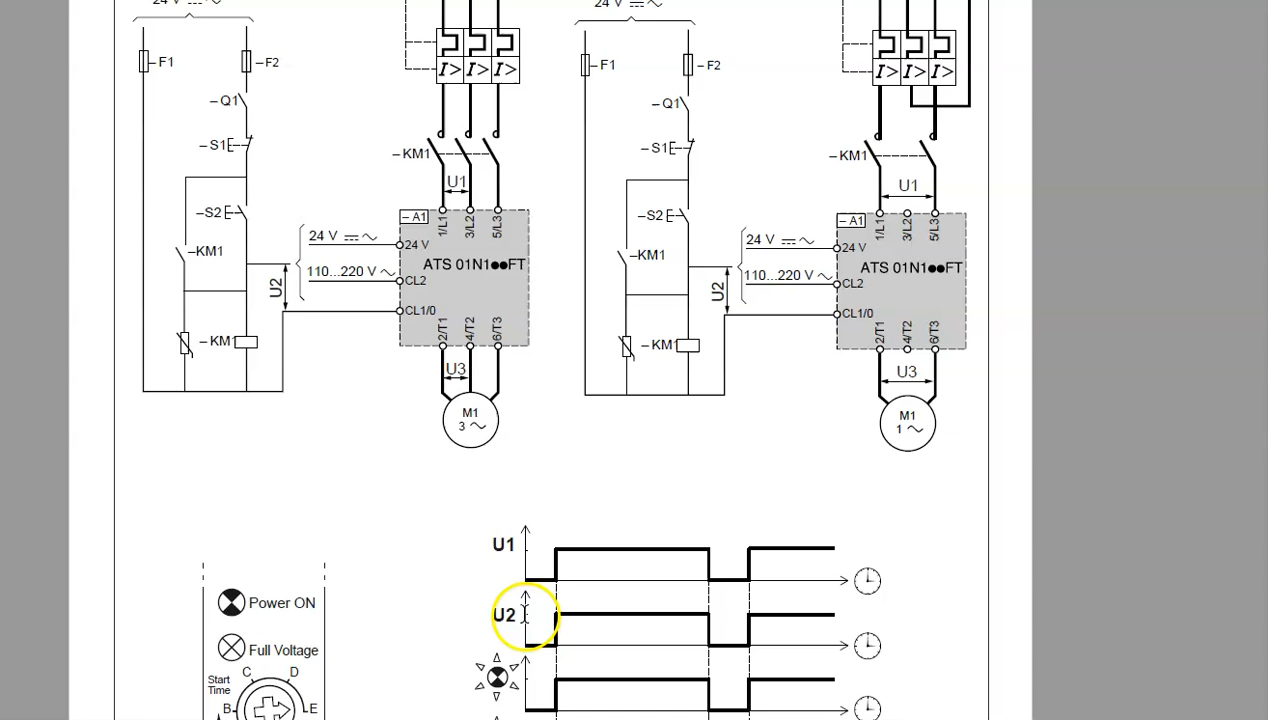 24 V
24 V
– F1
– F2
– F1
– F2
– Q1
– Q1
I> I> I>
I> I> I>
– S1
– S1
– KM1
– KM1
U1
U1
– S2
– S2
– A1
1/L1 3/L2 5/L3
– A1
1/L1 3/L2 5/L3
24 V
24 V
24 V
24 V
– KM1
– KM1
ATS 01N1●●FT
ATS 01N1●●FT
110...220 V ~
CL2
110...220 V ~
CL2
U2
U2
CL1/0
CL1/0
2/T1 4/T2 6/T3
2/T1 4/T2 6/T3
– KM1
– KM1
U3
U3
M1
3 ~
M1
1 ~
U1
U2
Power ON
Full Voltage
Start
Time
C
D
B
E